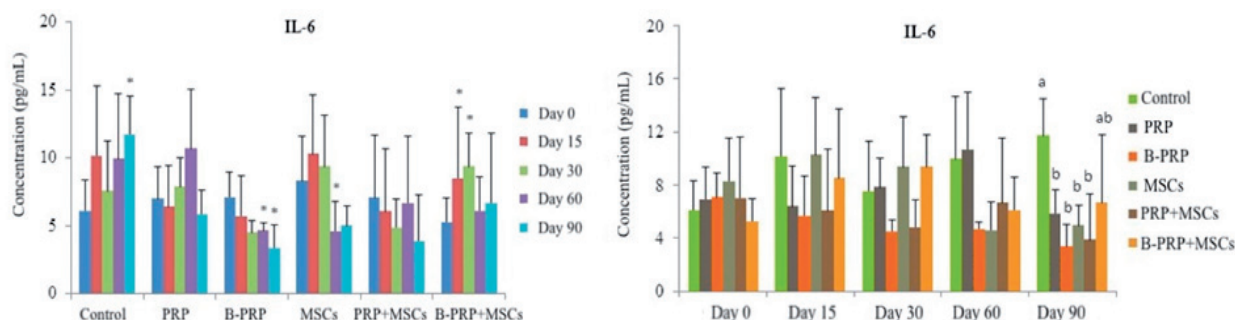 IL-6
Concentration (pg/mL)
20
15
10
5
0
*
* *
*
* *
Control PRP B-PRP MSCs PRP+MSCs B-PRP+MSCs
Day 0
Day 15
Day 30
Day 60
Day 90
IL-6
Concentration (pg/mL)
20
16
12
8
4
0
a
b
b
b
b
ab
Day 0 Day 15 Day 30 Day 60 Day 90
Control
PRP
B-PRP
MSCs
PRP+MSCs
B-PRP+MSCs